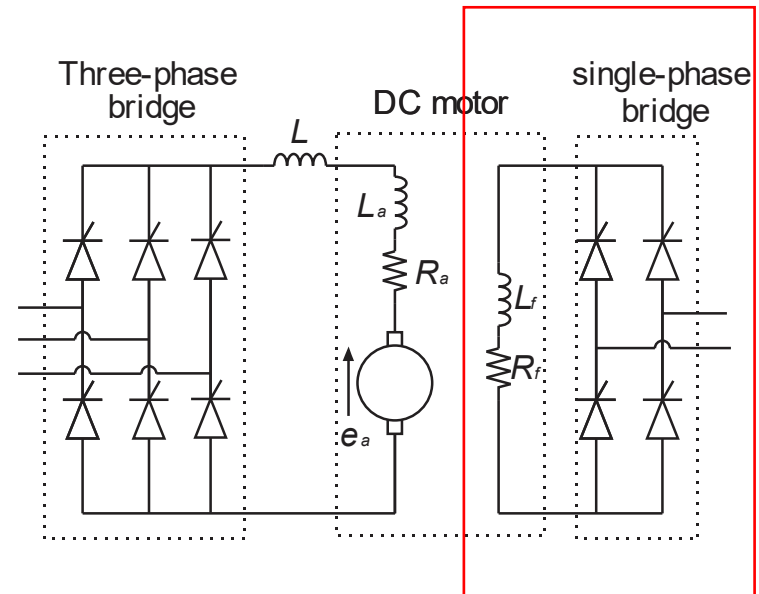 Three-phase
bridge
DC motor
single-phase
bridge
L
La
Ra
ea
Lf
Rf